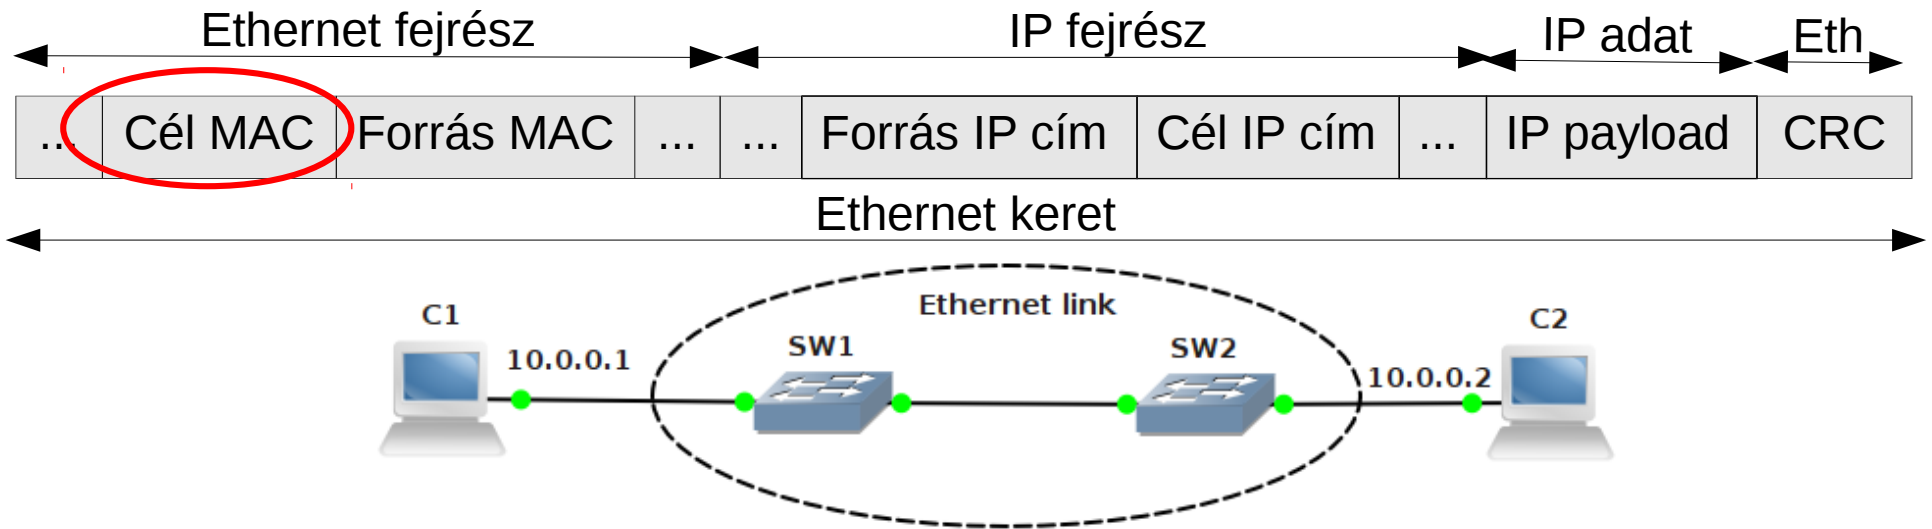 Ethernet fejrész IP fejrész IP adat Eth
... Cél MAC Forrás MAC ... ... Forrás IP cím Cél IP cím ... IP payload CRC
Ethernet keret
Ethernet link
C1 C2
SW1 SW2
10.0.0.1 10.0.0.2